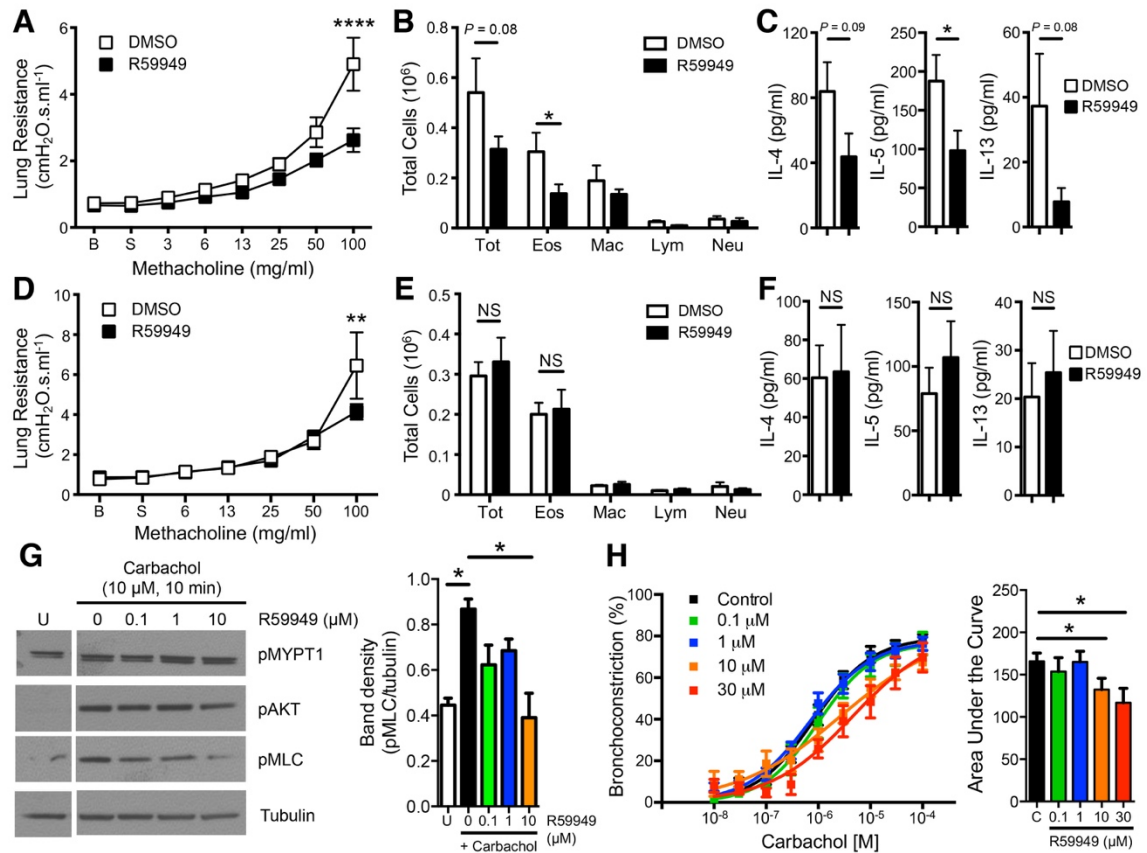 A
Lung Resistance
(cmH₂O.s.ml⁻¹)
6
4
2
0
DMSO
R59949
****
B S 3 6 13 25 50 100
Methacholine (mg/ml)
B
Total Cells (10⁶)
0.8
0.6
0.4
0.2
0.0
P = 0.08
*
DMSO
R59949
Tot Eos Mac Lym Neu
C
IL-4 (pg/ml)
120
80
40
0
P = 0.09
IL-5 (pg/ml)
250
200
150
100
50
0
*
IL-13 (pg/ml)
60
40
20
0
P = 0.08
DMSO
R59949
D
Lung Resistance
(cmH₂O.s.ml⁻¹)
10
8
6
4
2
0
DMSO
R59949
**
B S 6 13 25 50 100
Methacholine (mg/ml)
E
Total Cells (10⁶)
0.5
0.4
0.3
0.2
0.1
0.0
NS
NS
DMSO
R59949
Tot Eos Mac Lym Neu
F
IL-4 (pg/ml)
100
80
60
40
20
0
NS
IL-5 (pg/ml)
150
100
50
0
NS
IL-13 (pg/ml)
40
30
20
10
0
NS
DMSO
R59949
G
Carbachol
(10 µM, 10 min)
U 0 0.1 1 10 R59949 (µM)
pMYPT1
pAKT
pMLC
Tubulin
Band density
(pMLC/tubulin)
1.0
0.8
0.6
0.4
0.2
0.0
*
*
U 0 0.1 1 10 R59949
(µM)
+ Carbachol
H
Bronchoconstriction (%)
100
80
60
40
20
0
Control
0.1 µM
1 µM
10 µM
30 µM
10⁻⁸ 10⁻⁷ 10⁻⁶ 10⁻⁵ 10⁻⁴
Carbachol [M]
Area Under the Curve
250
200
150
100
50
0
*
*
C 0.1 1 10 30
R59949 (µM)